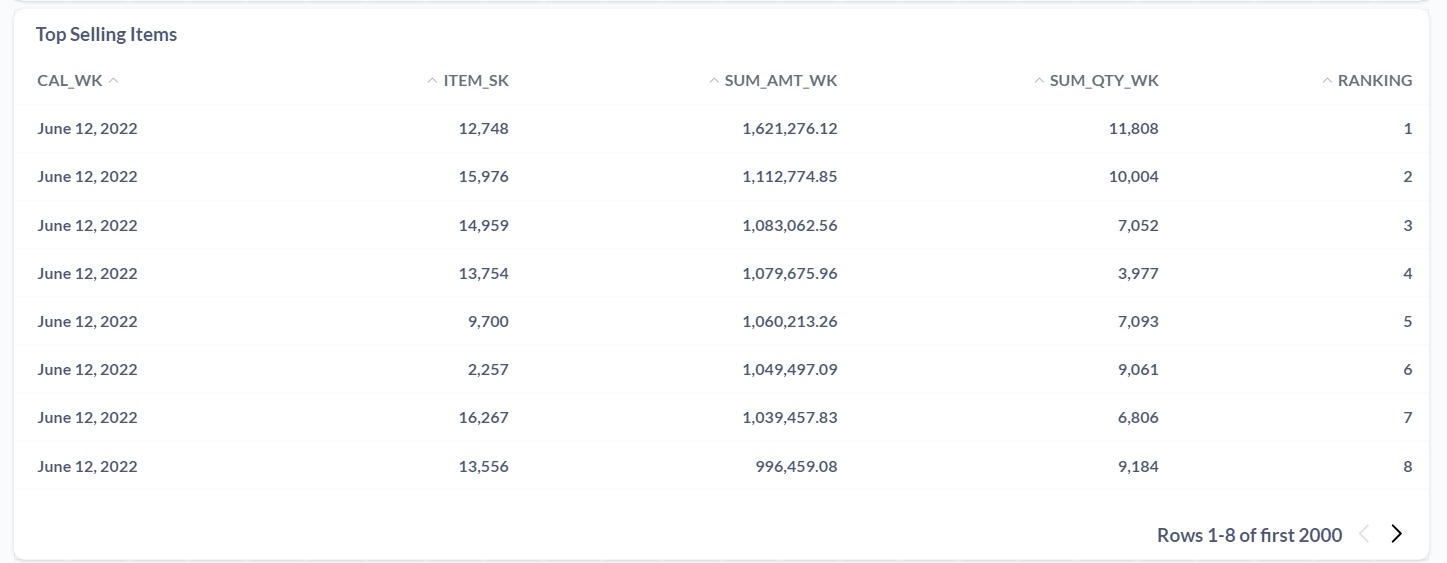 Top Selling Items
CAL_WK ITEM_SK SUM_AMT_WK SUM_QTY_WK RANKING
June 12, 2022 12,748 1,621,276.12 11,808 1
June 12, 2022 15,976 1,112,774.85 10,004 2
June 12, 2022 14,959 1,083,062.56 7,052 3
June 12, 2022 13,754 1,079,675.96 3,977 4
June 12, 2022 9,700 1,060,213.26 7,093 5
June 12, 2022 2,257 1,049,497.09 9,061 6
June 12, 2022 16,267 1,039,457.83 6,806 7
June 12, 2022 13,556 996,459.08 9,184 8
Rows 1-8 of first 2000